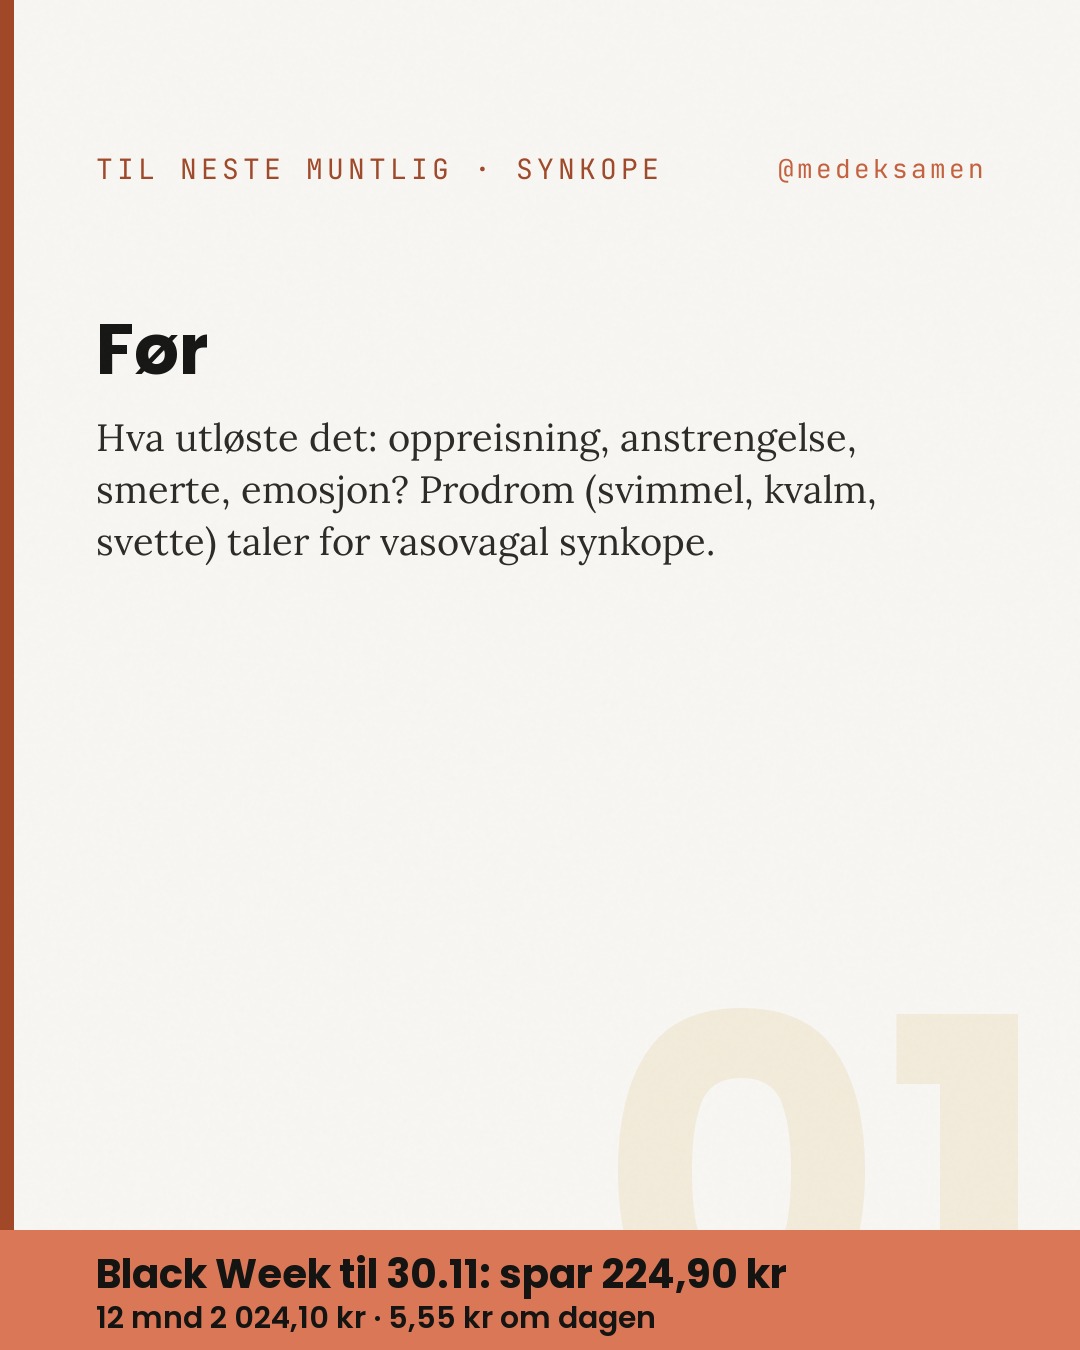 TIL NESTE MUNTLIG · SYNKOPE @medeksamen
Før
Hva utløste det: oppreisning, anstrengelse,
smerte, emosjon? Prodrom (svimmel, kvalm,
svette) taler for vasovagal synkope.
01
Black Week til 30.11: spar 224,90 kr
12 mnd 2 024,10 kr · 5,55 kr om dagen